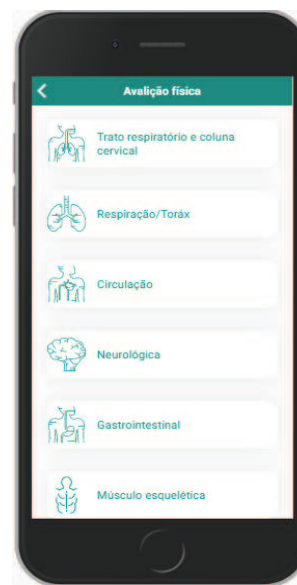 Avalição física
Trato respiratório e coluna
cervical
Respiração/Toráx
Circulação
Neurológica
Gastrointestinal
Músculo esquelética